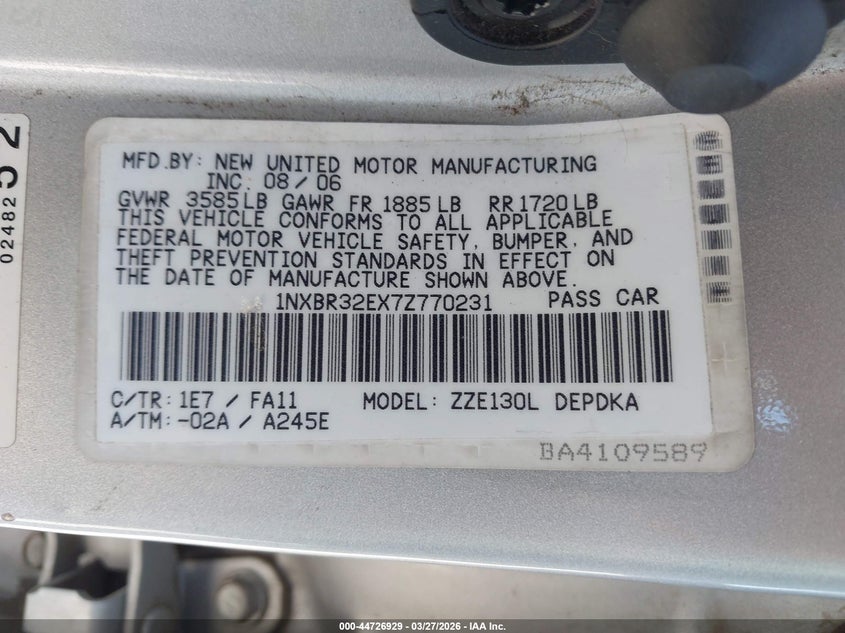 02482 52
MFD.BY: NEW UNITED MOTOR MANUFACTURING
INC. 08/06
GVWR 3585LB GAWR FR 1885LB RR1720LB
THIS VEHICLE CONFORMS TO ALL APPLICABLE
FEDERAL MOTOR VEHICLE SAFETY, BUMPER, AND
THEFT PREVENTION STANDARDS IN EFFECT ON
THE DATE OF MANUFACTURE SHOWN ABOVE.
1NXBR32EX7Z770231 PASS CAR
C/TR: 1E7 / FA11 MODEL: ZZE130L DEPDKA
A/TM: -02A / A245E
BA4109589
000-44726929 - 03/27/2026 - IAA Inc.